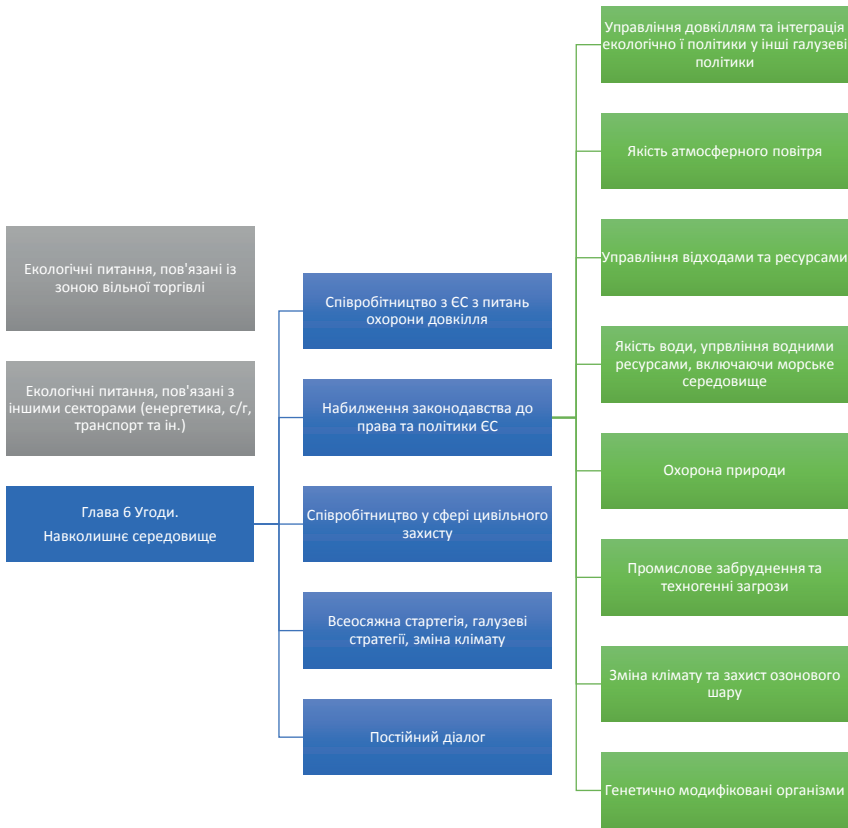 Екологічні питання, пов'язані із
зоною вільної торгівлі
Екологічні питання, пов'язані з
іншими секторами (енергетика, с/г,
транспорт та ін.)
Глава 6 Угоди.
Навколишнє середовище
Співробітництво з ЄС з питань
охорони довкілля
Набилження законодавства до
права та політики ЄС
Співробітництво у сфері цивільного
захисту
Всеосяжна стартегія, галузеві
стратегії, зміна клімату
Постійний діалог
Управління довкіллям та інтеграція
екологічно ї політики у інші галузеві
політики
Якість атмосферного повітря
Управління відходами та ресурсами
Якість води, упрвління водними
ресурсами, включаючи морське
середовище
Охорона природи
Промислове забруднення та
техногенні загрози
Зміна клімату та захист озонового
шару
Генетично модифіковані організми